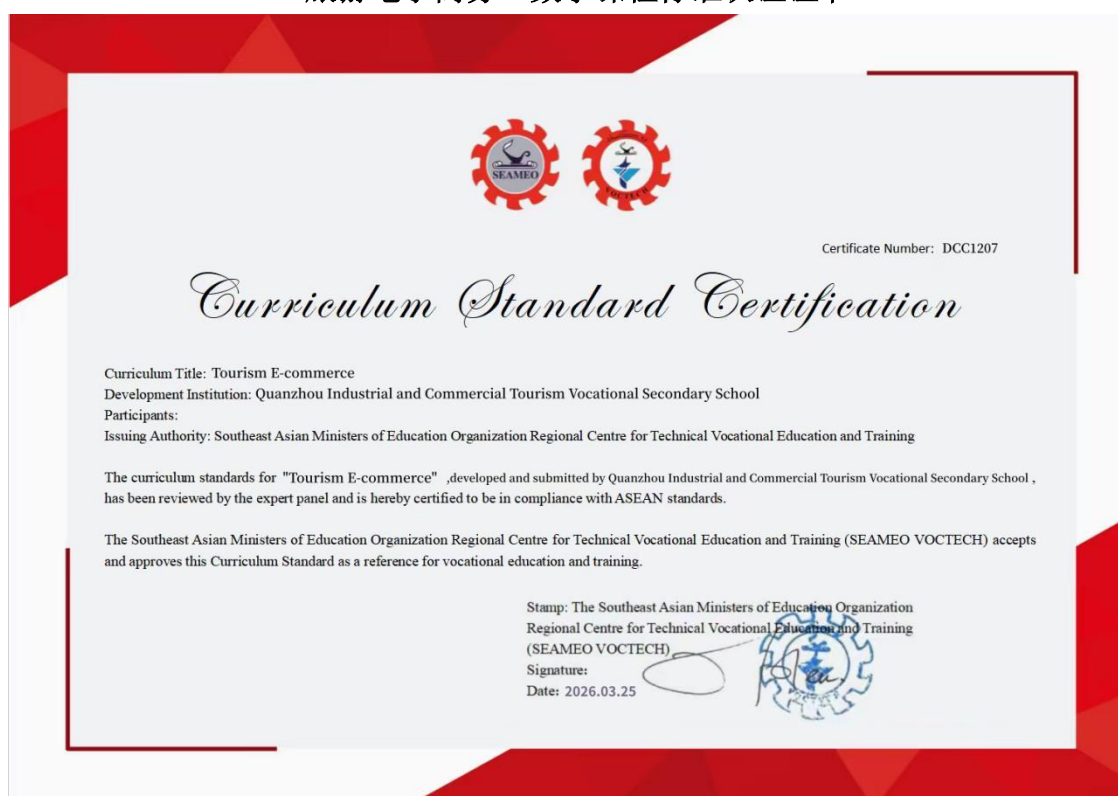 SEAMEO
VOCTECH
Certificate Number: DCC1207
Curriculum Standard Certification
Curriculum Title: Tourism E-commerce
Development Institution: Quanzhou Industrial and Commercial Tourism Vocational Secondary School
Participants:
Issuing Authority: Southeast Asian Ministers of Education Organization Regional Centre for Technical Vocational Education and Training
The curriculum standards for "Tourism E-commerce" ,developed and submitted by Quanzhou Industrial and Commercial Tourism Vocational Secondary School ,
has been reviewed by the expert panel and is hereby certified to be in compliance with ASEAN standards.
The Southeast Asian Ministers of Education Organization Regional Centre for Technical Vocational Education and Training (SEAMEO VOCTECH) accepts
and approves this Curriculum Standard as a reference for vocational education and training.
Stamp: The Southeast Asian Ministers of Education Organization
Regional Centre for Technical Vocational Education and Training
(SEAMEO VOCTECH)
Signature:
Date: 2026.03.25